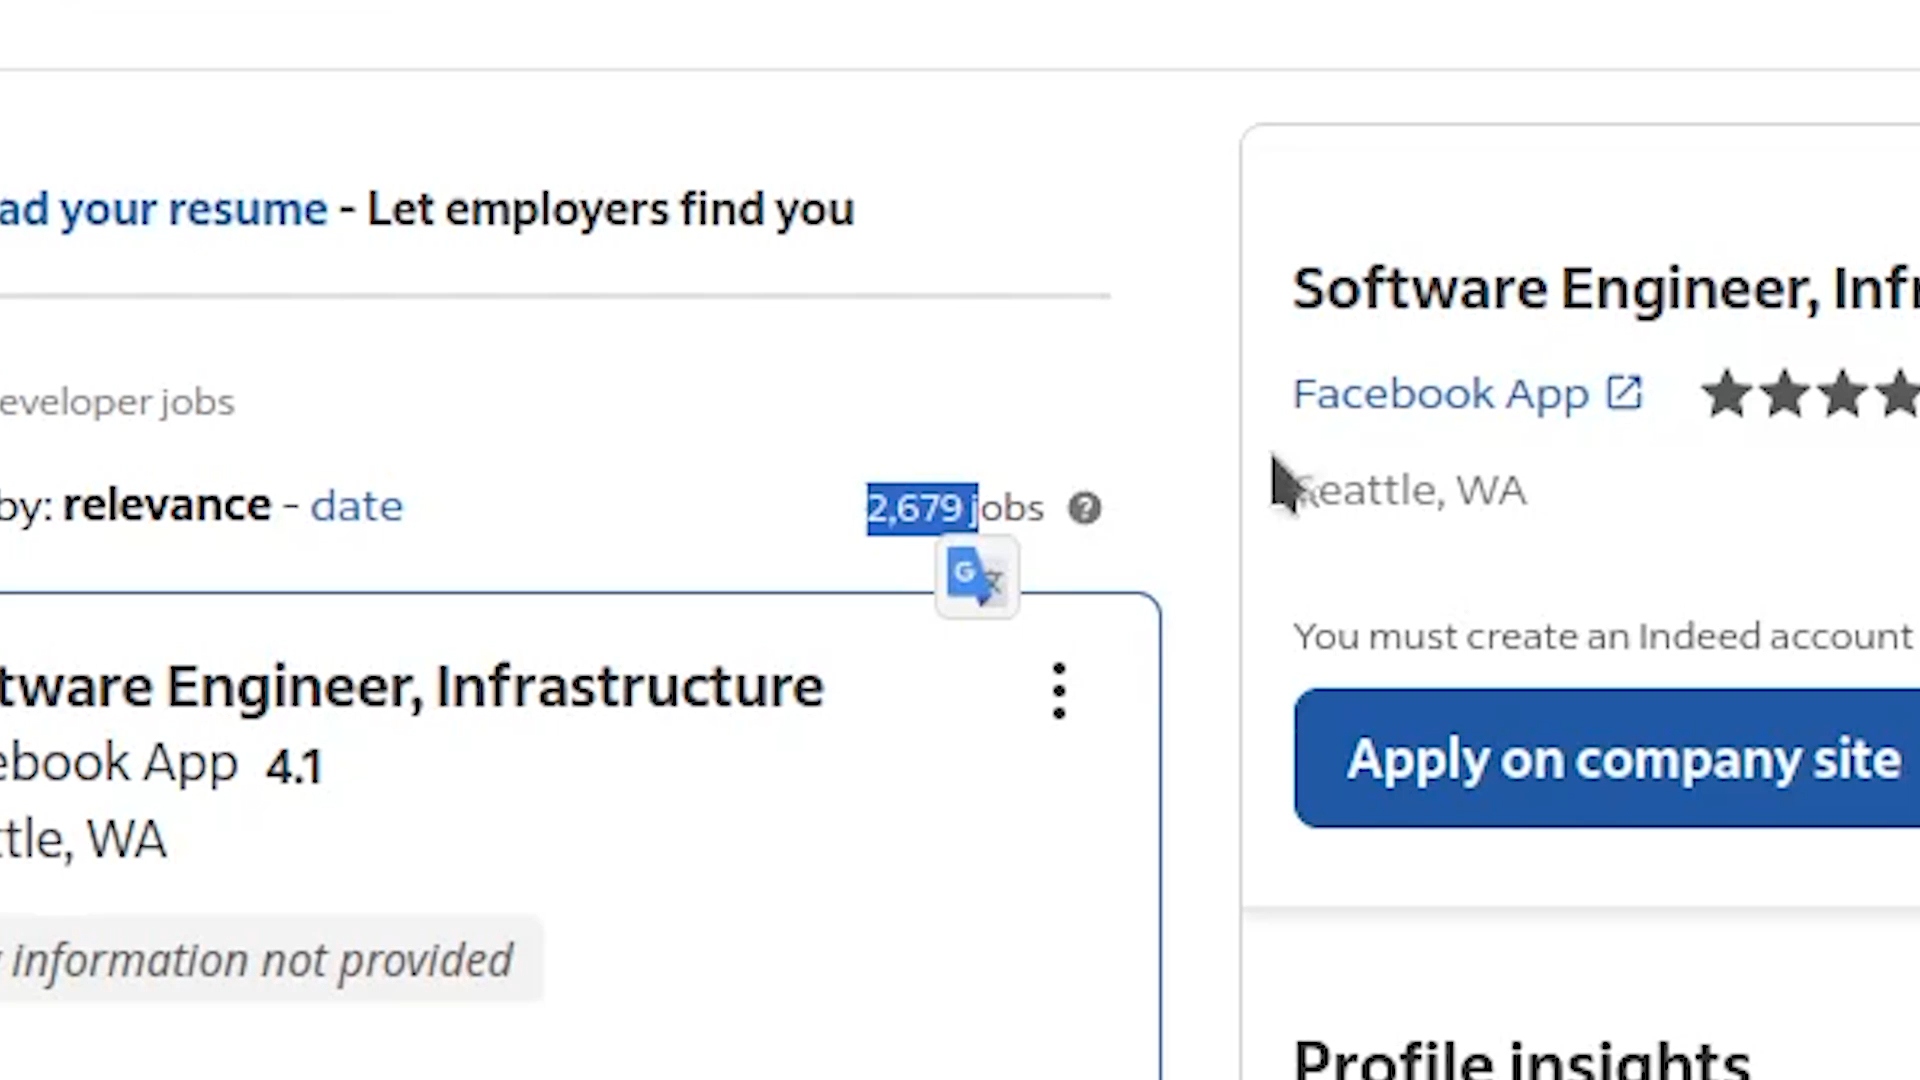 ad your resume - Let employers find you
eveloper jobs
by: relevance - date
2,679 jobs
tware Engineer, Infrastructure
ebook App 4.1
tle, WA
information not provided
Software Engineer, Infr
Facebook App
Seattle, WA
You must create an Indeed account
Apply on company site
Profile insights